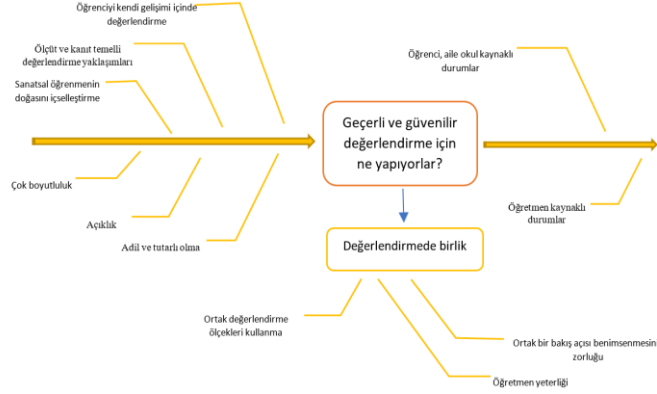 Öğrenciyi kendi gelişimi içinde
değerlendirme
Ölçüt ve kanıt temelli
değerlendirme yaklaşımları
Sanatsal öğrenmenin
doğasını içselleştirme
Çok boyutluluk
Açıklık
Adil ve tutarlı olma
Geçerli ve güvenilir
değerlendirme için
ne yapıyorlar?
Öğrenci, aile okul kaynaklı
durumlar
Öğretmen kaynaklı
durumlar
Değerlendirmede birlik
Ortak değerlendirme
ölçekleri kullanma
Ortak bir bakış açısı benimsenmesin
zorluğu
Öğretmen yeterliği